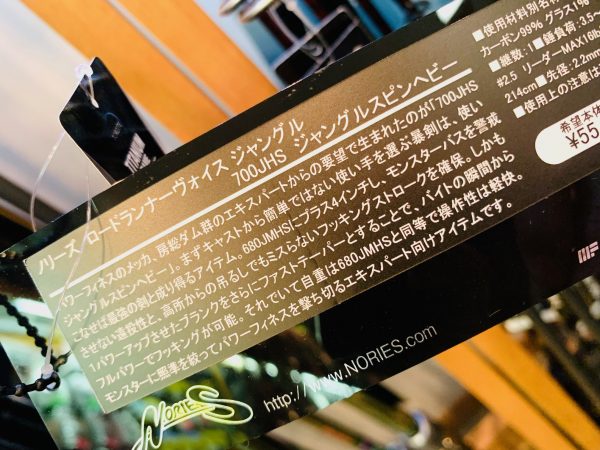 ノリーズ ロードランナーヴォイス ジャングル
700JHS ジャングルスピンヘビー
パワーフィネスのメッカ、房総ダム群のエキスパートからの要望で生まれたのが「700JHS
ジャングルスピンヘビー」。まずキャストから簡単ではない使い手を選ぶ暴剣は、使い
こなせば最強の剣と成り得るアイテム。680JMHSにプラス4インチし、モンスターバスを警戒
させない遠投性と、高所からの吊るしでもミスらないフッキングストロークを確保。しかも
1パワーアップさせたブランクをさらにファストテーパーとすることで、バイトの瞬間から
フルパワーでフッキングが可能。それでいて自重は680JMHSと同等で操作性は軽快。
モンスターに照準を絞ってパワーフィネスを撃ち切るエキスパート向けアイテムです。
NORIES
http://www.NORIES.com
■使用材料別名称
カーボン99% グラス1%
■継数:1■錘負荷:3.5
#2.5 リーダーMAX16lb
214cm■先径:2.2mm
■使用上の注意は
希望本体
¥55